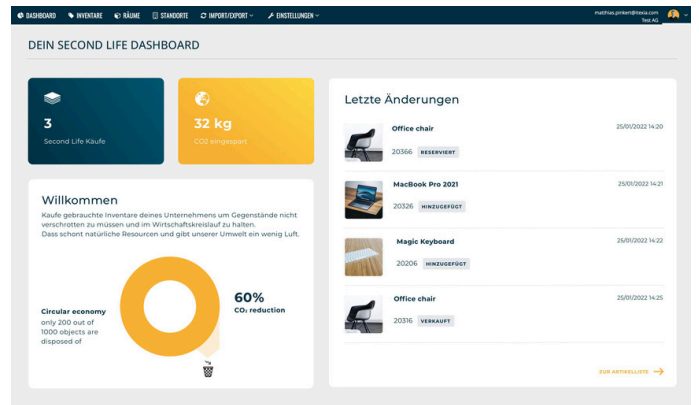 DASHBOARD INVENTARE RÄUME STANDORTE IMPORT/EXPORT EINSTELLUNGEN
matthias.pinkert@itexia.com
Test AG
DEIN SECOND LIFE DASHBOARD
3
Second Life Käufe
32 kg
CO2 eingespart
Willkommen
Kaufe gebrauchte Inventare deines Unternehmens um Gegenstände nicht
verschrotten zu müssen und im Wirtschaftskreislauf zu halten.
Dass schont natürliche Resourcen und gibt unserer Umwelt ein wenig Luft.
Circular economy
only 200 out of
1000 objects are
disposed of
60%
CO₂ reduction
Letzte Änderungen
Office chair
25/01/2022 14:20
20366 RESERVIERT
MacBook Pro 2021
25/01/2022 14:21
20326 HINZUGEFÜGT
Magic Keyboard
25/01/2022 14:22
20206 HINZUGEFÜGT
Office chair
25/01/2022 14:25
20316 VERKAUFT
ZUR ARTIKELLISTE